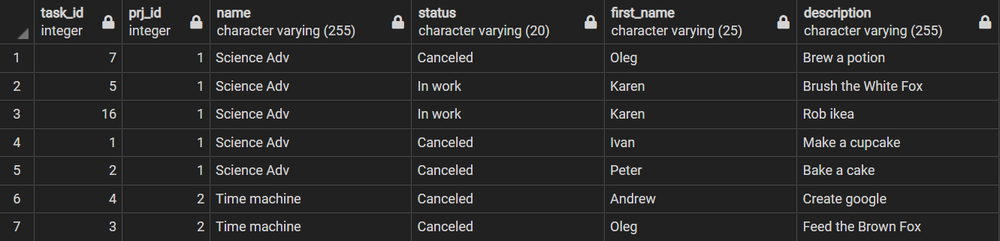 task_id prj_id name status first_name description
integer integer character varying (255) character varying (20) character varying (25) character varying (255)
1 7 1 Science Adv Canceled Oleg Brew a potion
2 5 1 Science Adv In work Karen Brush the White Fox
3 16 1 Science Adv In work Karen Rob ikea
4 1 1 Science Adv Canceled Ivan Make a cupcake
5 2 1 Science Adv Canceled Peter Bake a cake
6 4 2 Time machine Canceled Andrew Create google
7 3 2 Time machine Canceled Oleg Feed the Brown Fox